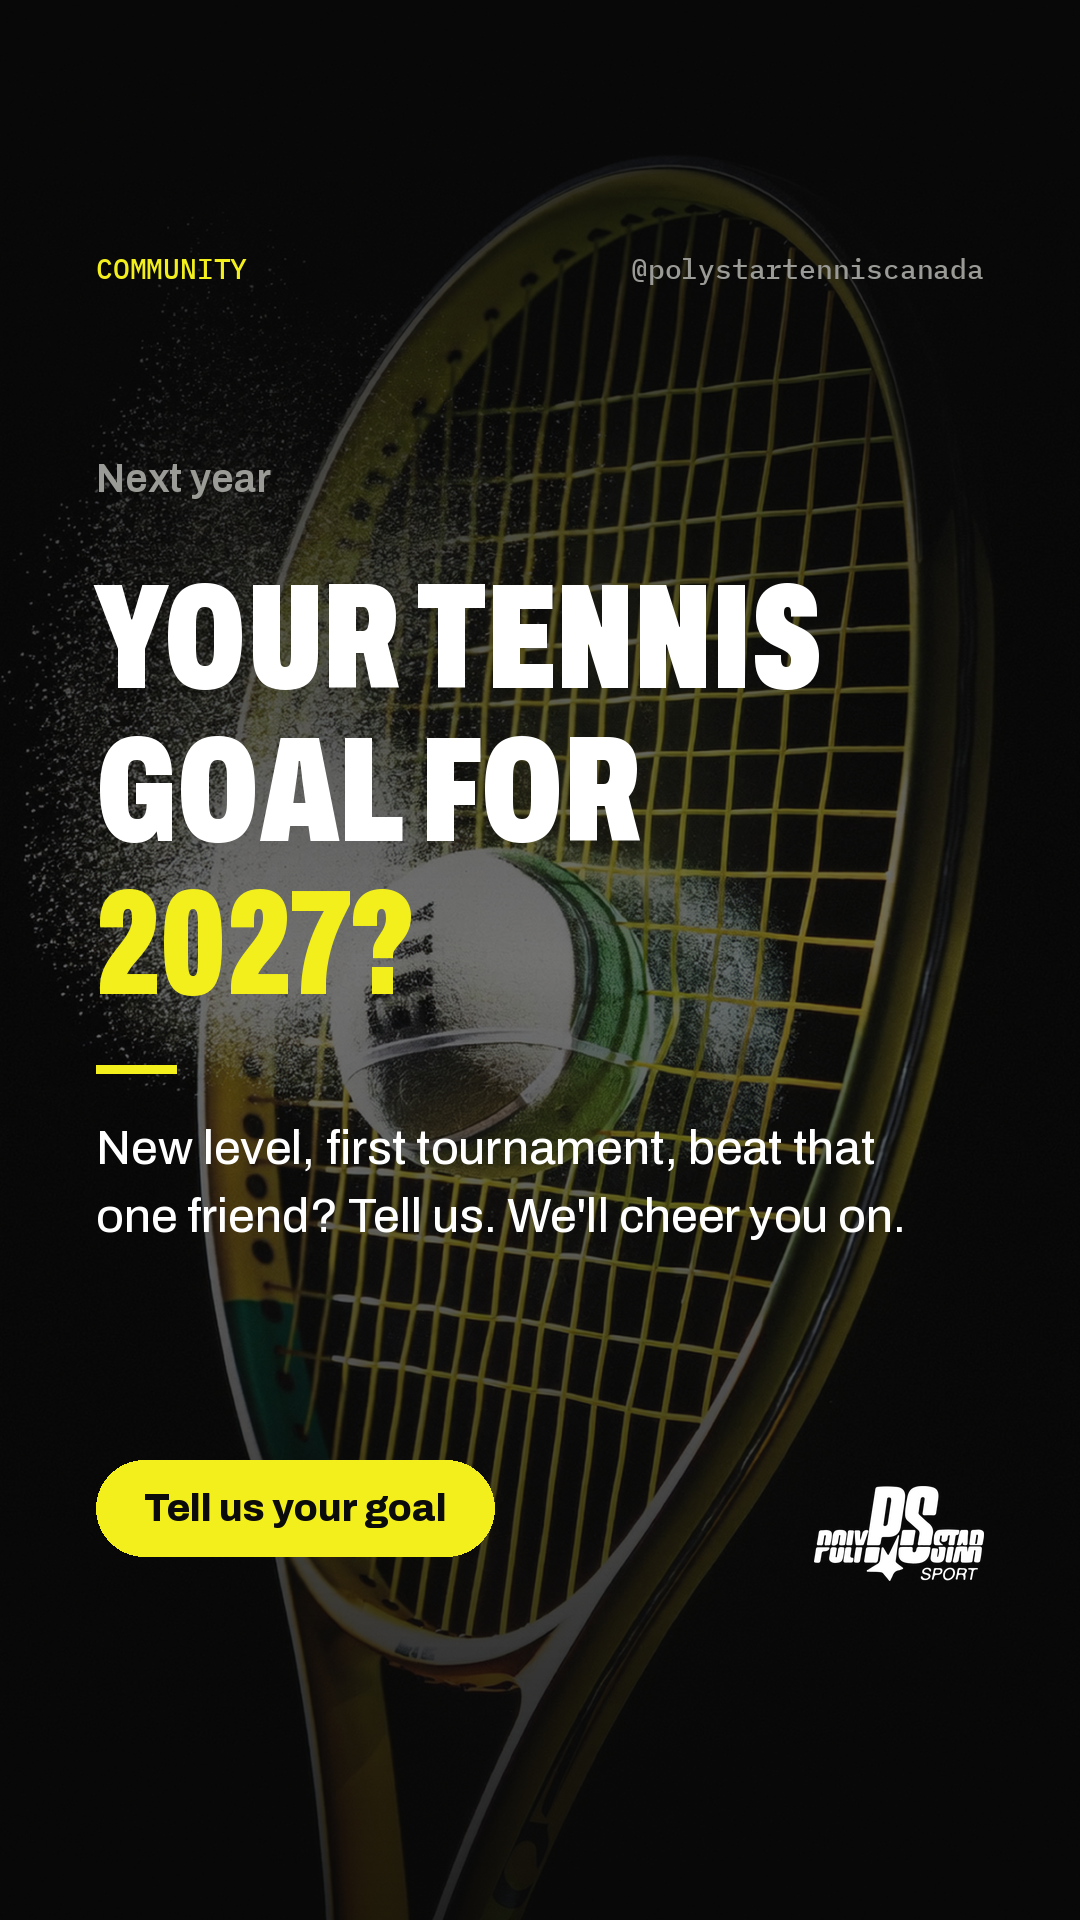 COMMUNITY
@polystartenniscanada
Next year
YOUR TENNIS
GOAL FOR
2027?
New level, first tournament, beat that
one friend? Tell us. We'll cheer you on.
Tell us your goal
POLY PS STAR
SPORT